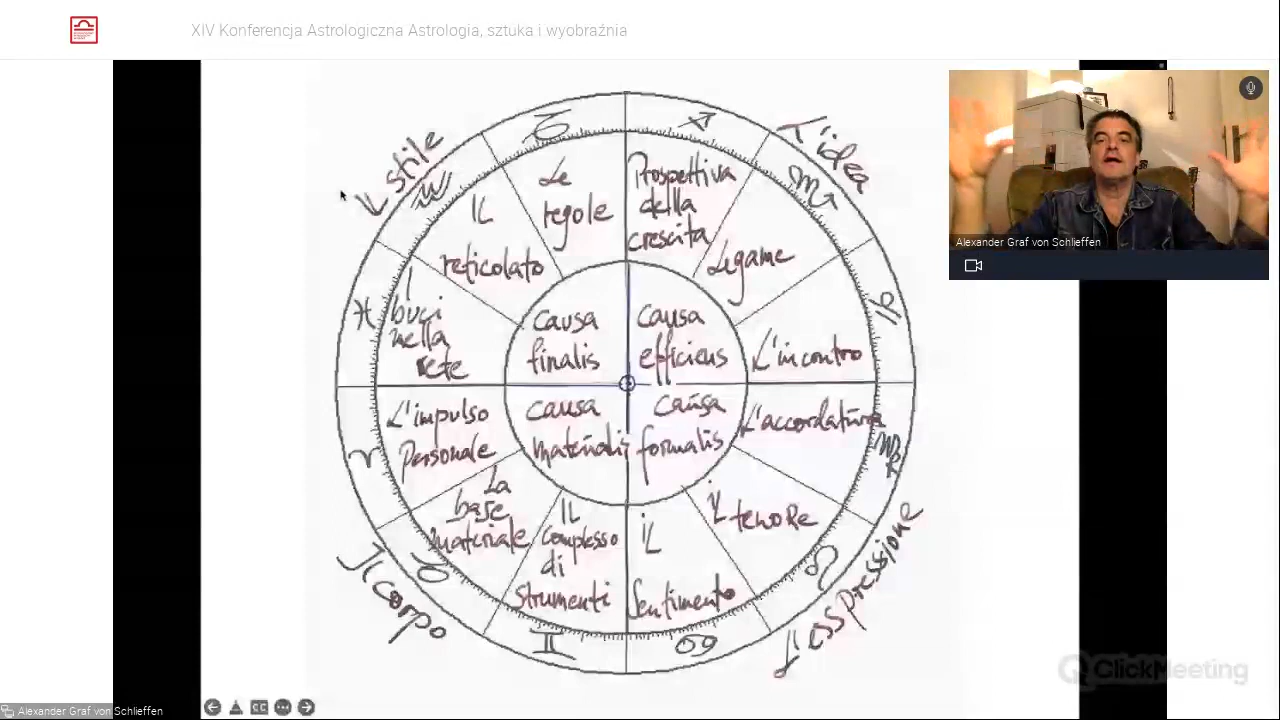 XIV Konferencja Astrologiczna Astrologia, sztuka i wyobraźnia
Alexander Graf von Schlieffen
Lo stile
L'idea
Le
regole
Prospettiva
della
crescita
IL
reticolato
Legame
I
buci
nella
rete
causa
finalis
causa
efficiens
L'incontro
L'impulso
Personale
causa
materialis
causa
formalis
L'accordatura
La
base
materiale
IL
complesso
di
strumenti
iL
Sentimento
iL
tenore
Il corpo
L'espressione
ClickMeeting
Alexander Graf von Schlieffen